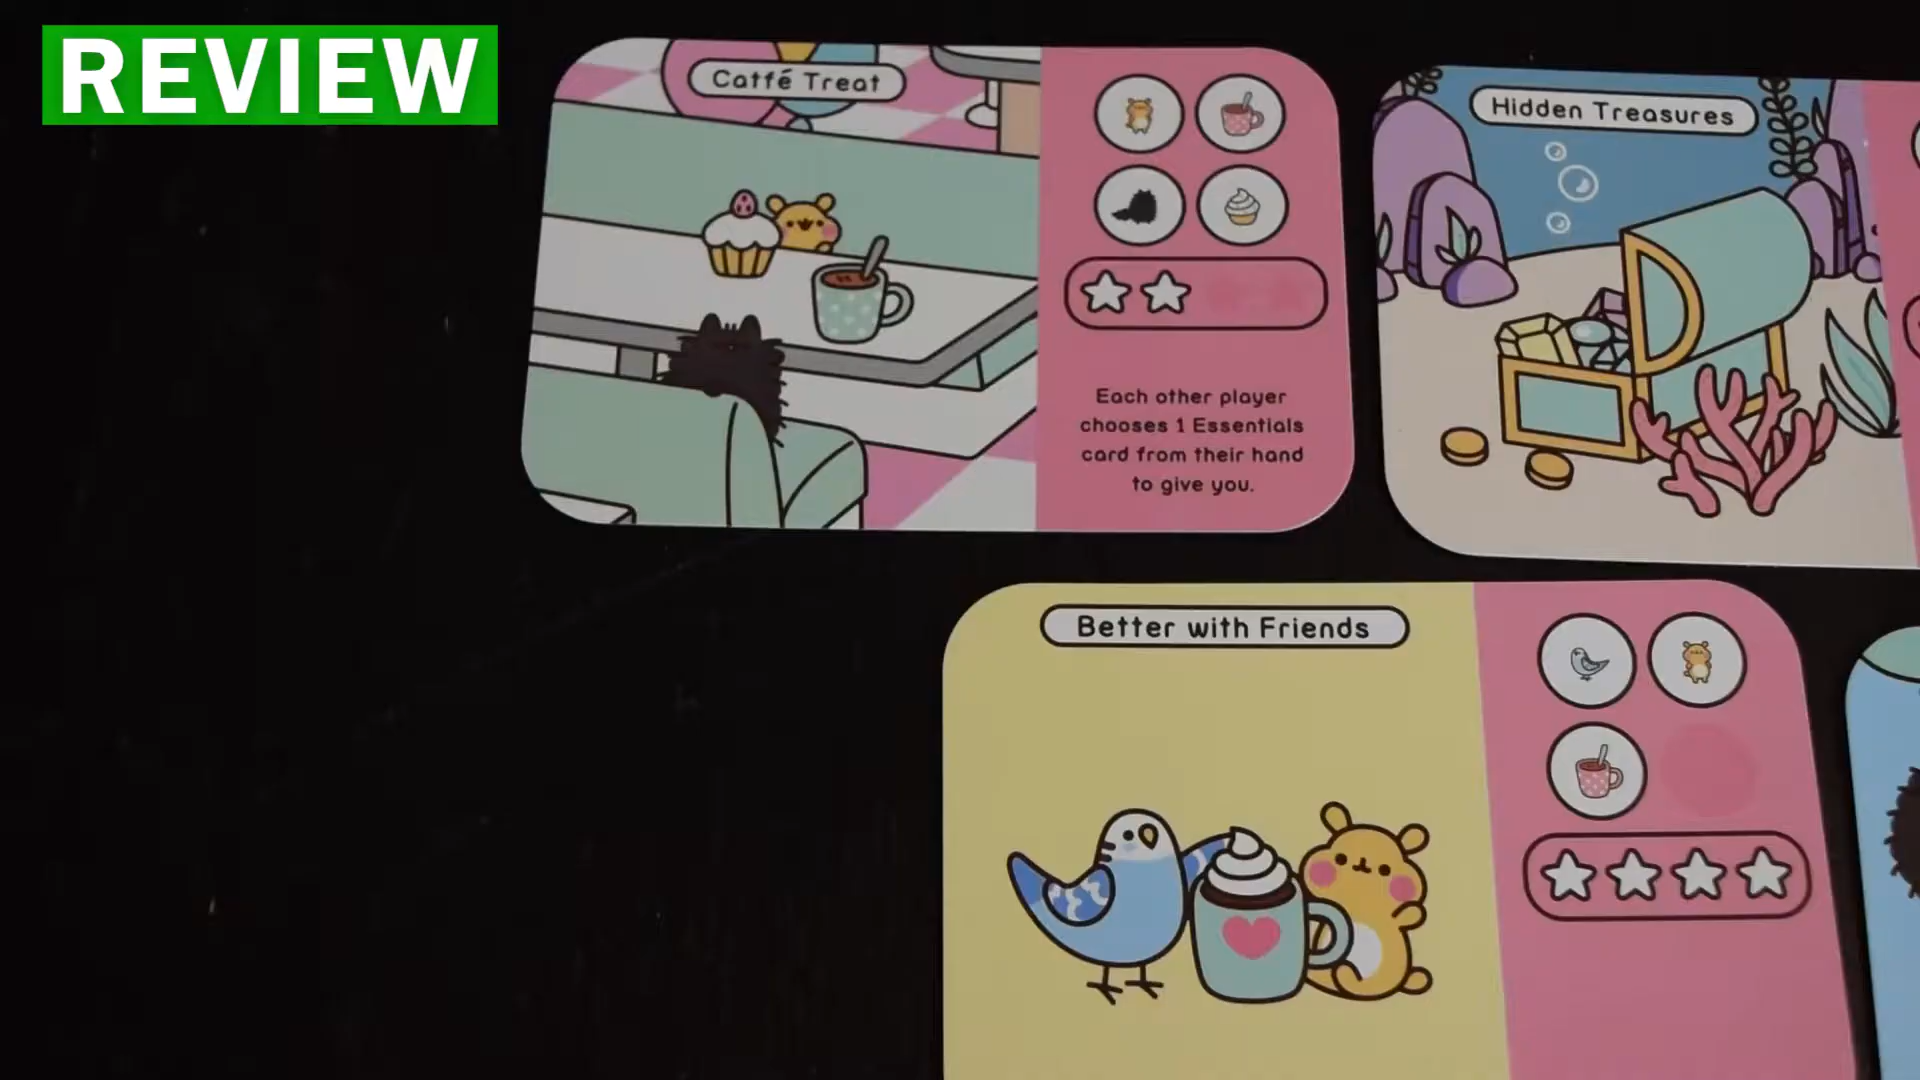 REVIEW
Catfé Treat
Hidden Treasures
Each other player
chooses 1 Essentials
card from their hand
to give you.
Better with Friends